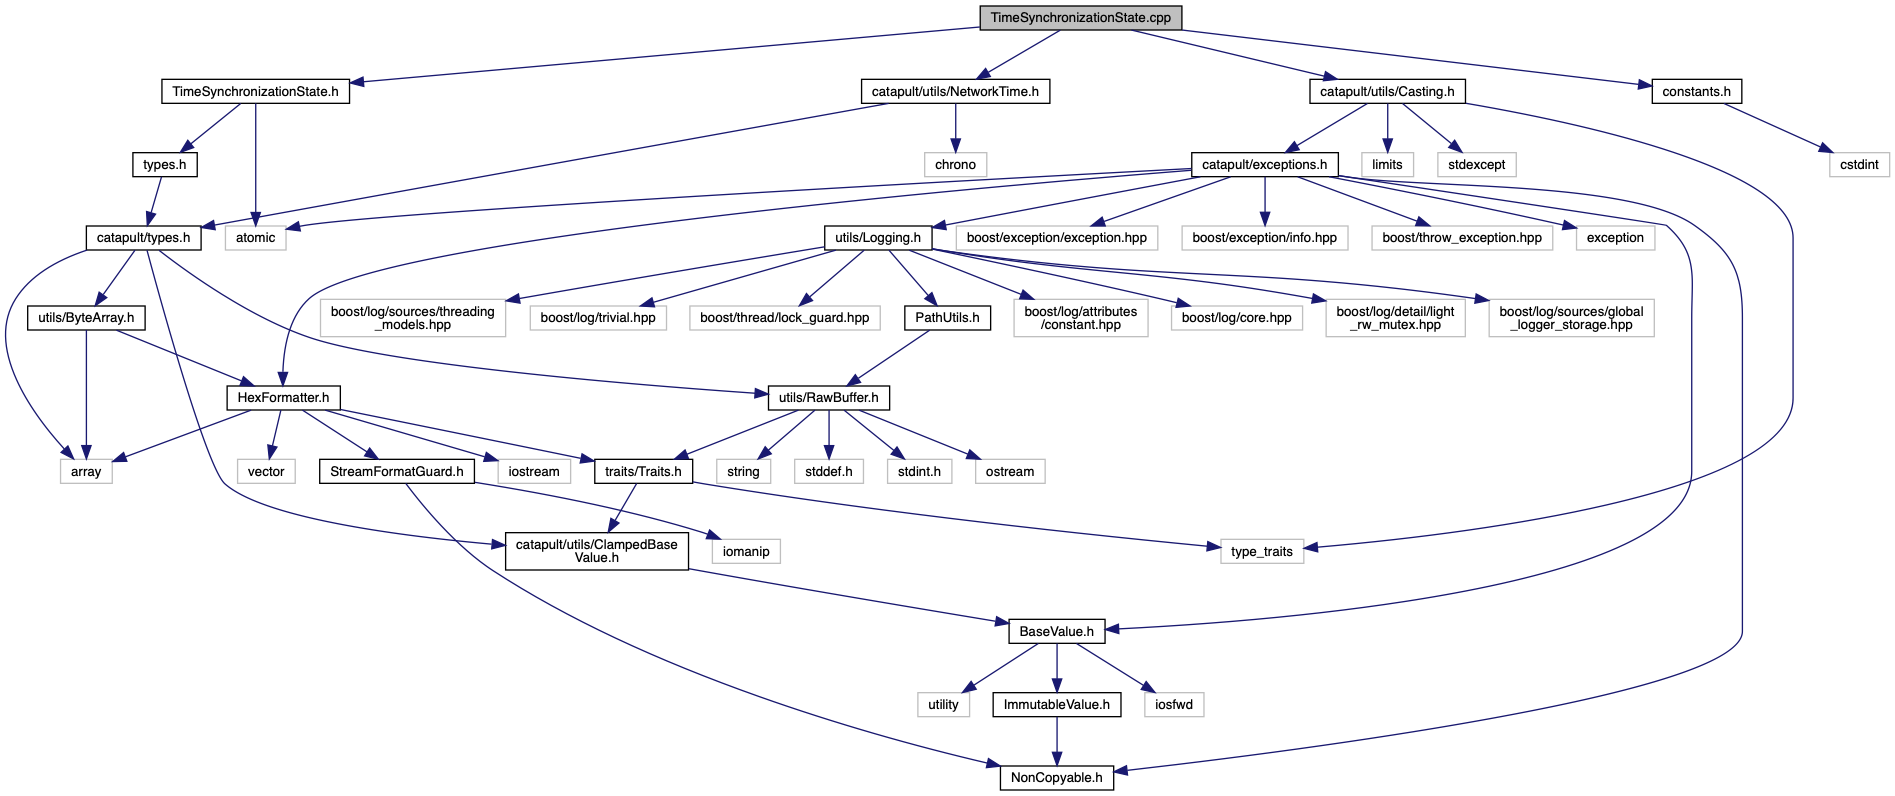 TimeSynchronizationState.cpp
TimeSynchronizationState.h
catapult/utils/NetworkTime.h
catapult/utils/Casting.h
constants.h
types.h
chrono
catapult/exceptions.h
limits
stdexcept
cstdint
catapult/types.h
atomic
utils/Logging.h
boost/exception/exception.hpp
boost/exception/info.hpp
boost/throw_exception.hpp
exception
utils/ByteArray.h
boost/log/sources/threading
_models.hpp
boost/log/trivial.hpp
boost/thread/lock_guard.hpp
PathUtils.h
boost/log/attributes
/constant.hpp
boost/log/core.hpp
boost/log/detail/light
_rw_mutex.hpp
boost/log/sources/global
_logger_storage.hpp
HexFormatter.h
utils/RawBuffer.h
array
vector
StreamFormatGuard.h
iostream
traits/Traits.h
string
stddef.h
stdint.h
ostream
catapult/utils/ClampedBase
Value.h
iomanip
type_traits
BaseValue.h
utility
ImmutableValue.h
iosfwd
NonCopyable.h